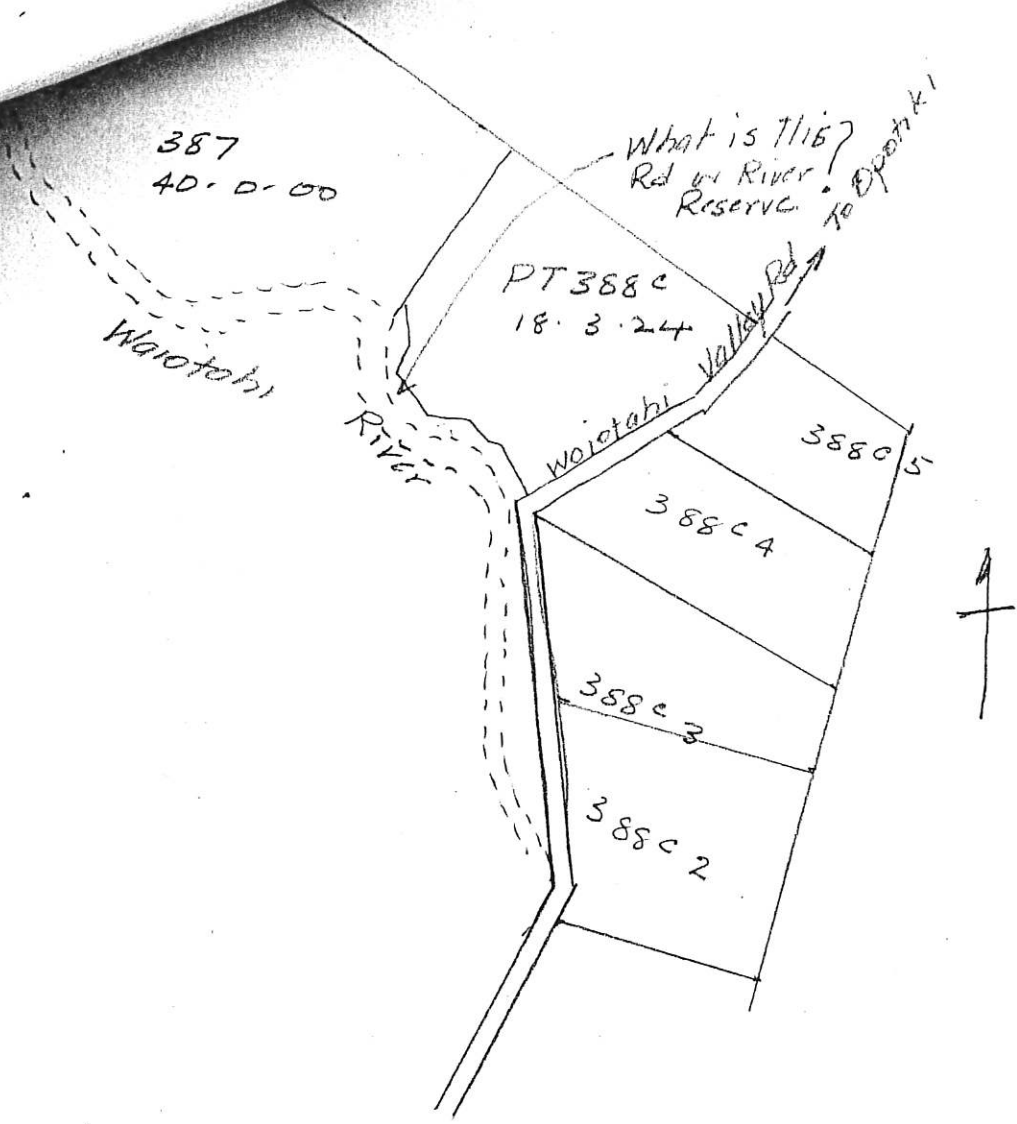 387
40-0-00
What is This?
Rd or River
Reserve.
To Opotiki
PT 388c
18.3.24
Waiotahi Valley Rd
Waiotahi
River
388c 5
388c 4
388c 3
388c 2